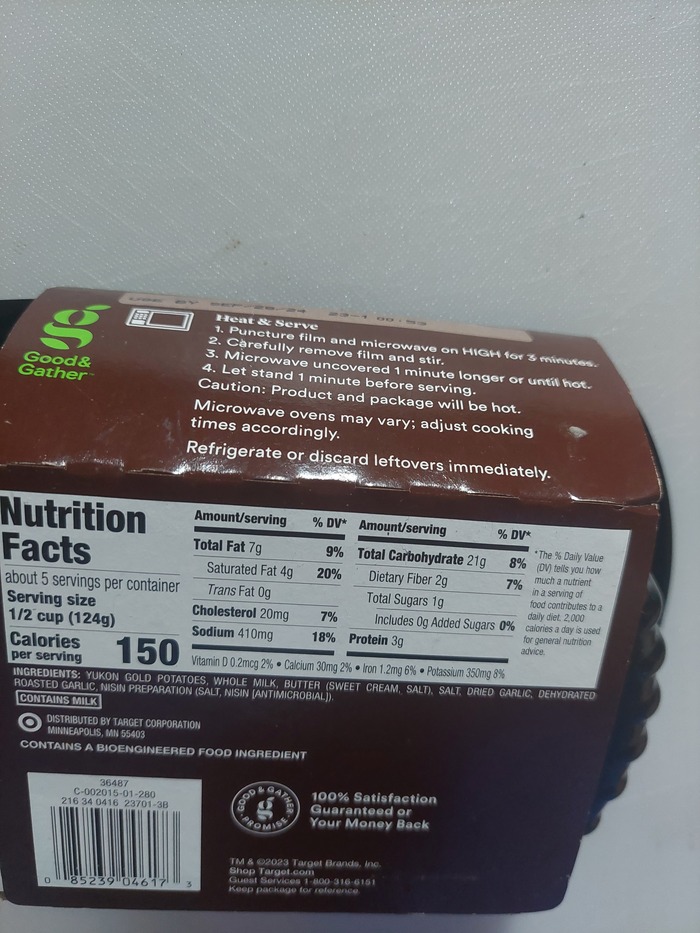 USE BY SEP/26/24 23-1 00:53
Good&
Gather™
Heat & Serve
1. Puncture film and microwave on HIGH for 3 minutes.
2. Carefully remove film and stir.
3. Microwave uncovered 1 minute longer or until hot.
4. Let stand 1 minute before serving.
Caution: Product and package will be hot.
Microwave ovens may vary; adjust cooking
times accordingly.
Refrigerate or discard leftovers immediately.
Nutrition
Facts
about 5 servings per container
Serving size
1/2 cup (124g)
Calories
per serving 150
Amount/serving % DV*
Total Fat 7g 9%
Saturated Fat 4g 20%
Trans Fat 0g
Cholesterol 20mg 7%
Sodium 410mg 18%
Amount/serving % DV*
Total Carbohydrate 21g 8%
Dietary Fiber 2g 7%
Total Sugars 1g
Includes 0g Added Sugars 0%
Protein 3g
Vitamin D 0.2mcg 2% • Calcium 30mg 2% • Iron 1.2mg 6% • Potassium 350mg 8%
*The % Daily Value
(DV) tells you how
much a nutrient
in a serving of
food contributes to a
daily diet. 2,000
calories a day is used
for general nutrition
advice.
INGREDIENTS: YUKON GOLD POTATOES, WHOLE MILK, BUTTER (SWEET CREAM, SALT), SALT, DRIED GARLIC, DEHYDRATED
ROASTED GARLIC, NISIN PREPARATION (SALT, NISIN [ANTIMICROBIAL]).
CONTAINS MILK
DISTRIBUTED BY TARGET CORPORATION
MINNEAPOLIS, MN 55403
CONTAINS A BIOENGINEERED FOOD INGREDIENT
36487
C-002015-01-280
216 34 0416 23701-3B
0 85239 04617 3
GOOD & GATHER
g
PROMISE
100% Satisfaction
Guaranteed or
Your Money Back
TM & ©2023 Target Brands, Inc.
Shop Target.com
Guest Services 1-800-316-6151
Keep package for reference.